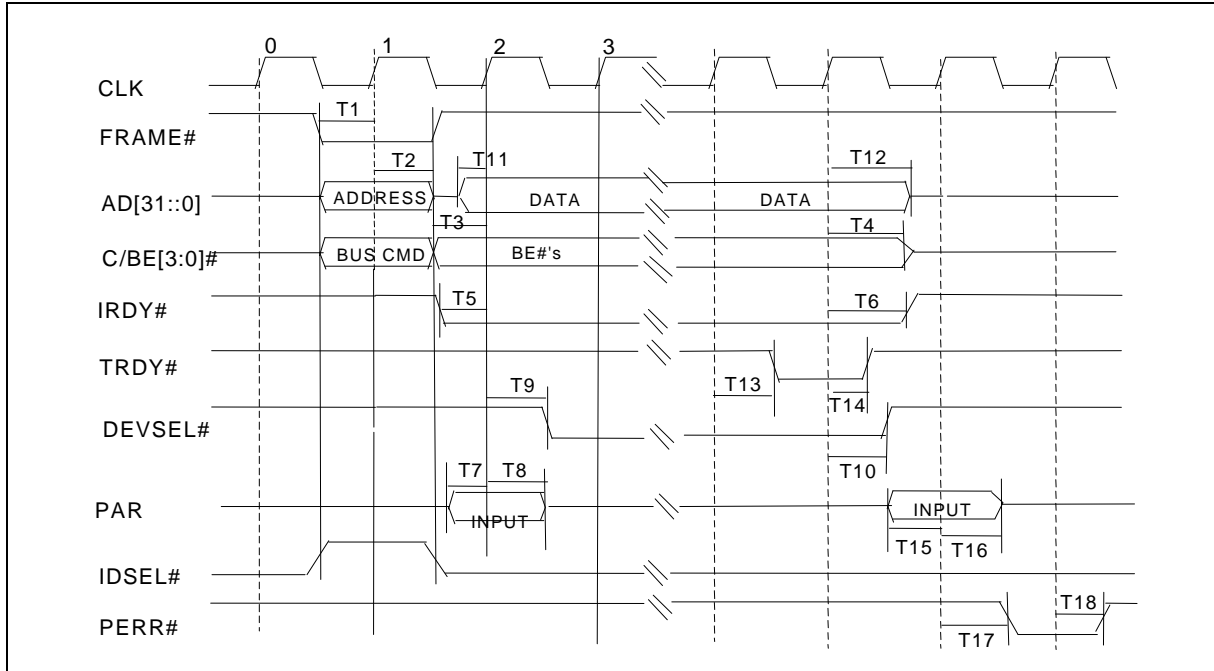 0 1 2 3
CLK
T1
FRAME#
T2 T11 T12
AD[31::0] ADDRESS DATA DATA
T3 T4
C/BE[3:0]# BUS CMD BE#'s
IRDY# T5 T6
TRDY#
T9 T13 T14
DEVSEL#
T7 T8 T10
PAR INPUT INPUT
T15 T16
IDSEL#
T18
PERR# T17